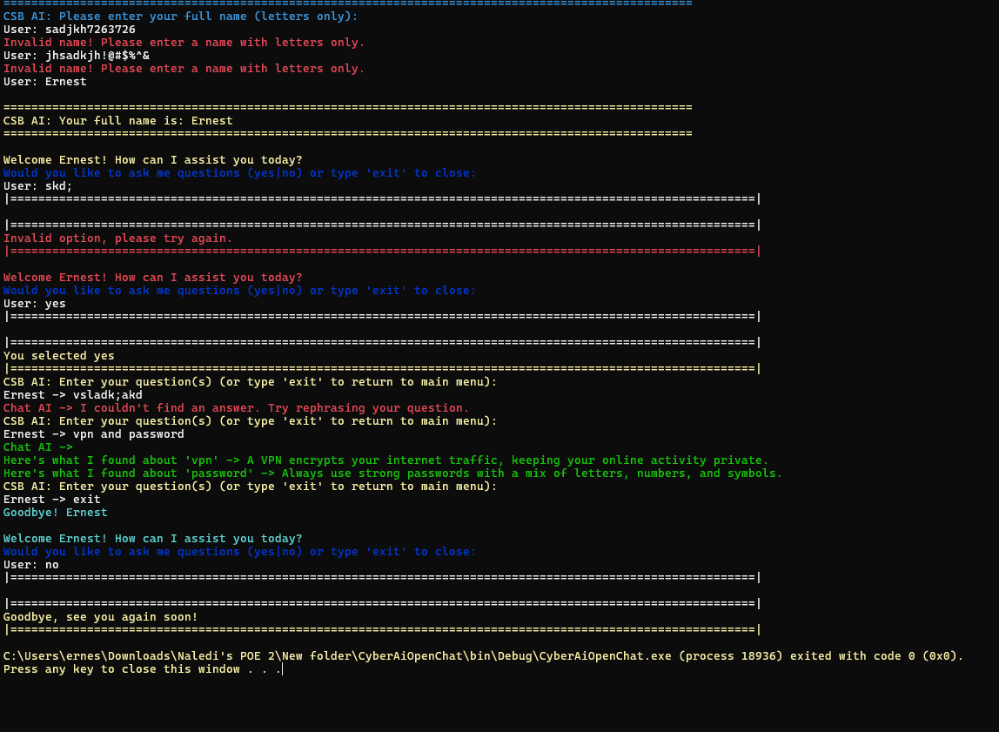 ===================================================================================================
CSB AI: Please enter your full name (letters only):
User: sadjkh7263726
Invalid name! Please enter a name with letters only.
User: jhsadkjh!@#$%^&
Invalid name! Please enter a name with letters only.
User: Ernest
===================================================================================================
CSB AI: Your full name is: Ernest
===================================================================================================
Welcome Ernest! How can I assist you today?
Would you like to ask me questions (yes|no) or type 'exit' to close:
User: skd;
|===========================================================================================================|
|===========================================================================================================|
Invalid option, please try again.
|===========================================================================================================|
Welcome Ernest! How can I assist you today?
Would you like to ask me questions (yes|no) or type 'exit' to close:
User: yes
|===========================================================================================================|
|===========================================================================================================|
You selected yes
|===========================================================================================================|
CSB AI: Enter your question(s) (or type 'exit' to return to main menu):
Ernest -> vsladk;akd
Chat AI -> I couldn't find an answer. Try rephrasing your question.
CSB AI: Enter your question(s) (or type 'exit' to return to main menu):
Ernest -> vpn and password
Chat AI ->
Here's what I found about 'vpn' -> A VPN encrypts your internet traffic, keeping your online activity private.
Here's what I found about 'password' -> Always use strong passwords with a mix of letters, numbers, and symbols.
CSB AI: Enter your question(s) (or type 'exit' to return to main menu):
Ernest -> exit
Goodbye! Ernest
Welcome Ernest! How can I assist you today?
Would you like to ask me questions (yes|no) or type 'exit' to close:
User: no
|===========================================================================================================|
|===========================================================================================================|
Goodbye, see you again soon!
|===========================================================================================================|
C:\Users\ernes\Downloads\Naledi's POE 2\New folder\CyberAiOpenChat\bin\Debug\CyberAiOpenChat.exe (process 18936) exited with code 0 (0x0).
Press any key to close this window . . .